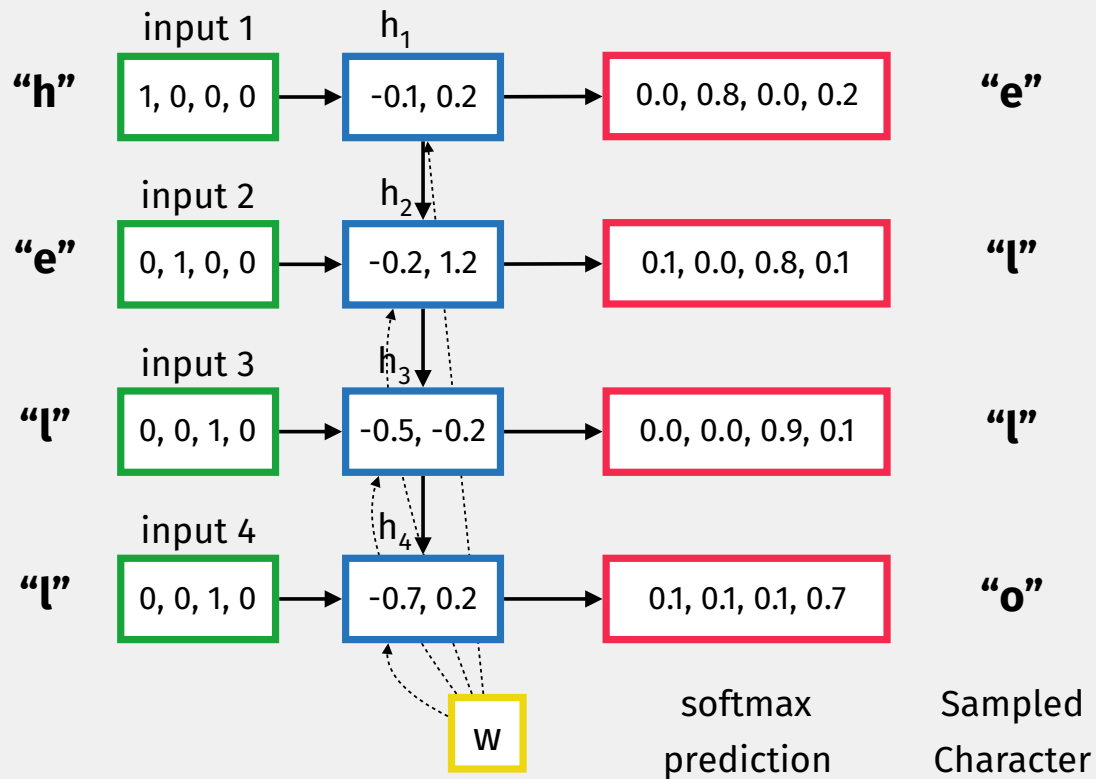 input 1 h₁
“h” 1, 0, 0, 0 -0.1, 0.2 0.0, 0.8, 0.0, 0.2 “e”
input 2 h₂
“e” 0, 1, 0, 0 -0.2, 1.2 0.1, 0.0, 0.8, 0.1 “l”
input 3 h₃
“l” 0, 0, 1, 0 -0.5, -0.2 0.0, 0.0, 0.9, 0.1 “l”
input 4 h₄
“l” 0, 0, 1, 0 -0.7, 0.2 0.1, 0.1, 0.1, 0.7 “o”
w
softmax
prediction
Sampled
Character